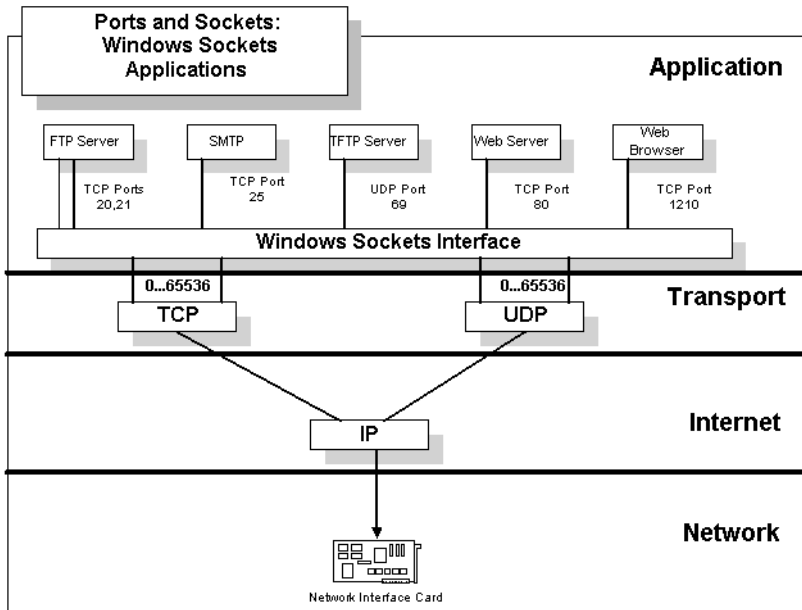 Ports and Sockets:
Windows Sockets
Applications
Application
FTP Server
SMTP
TFTP Server
Web Server
Web
Browser
TCP Ports
20,21
TCP Port
25
UDP Port
69
TCP Port
80
TCP Port
1210
Windows Sockets Interface
0...65536
0...65536
Transport
TCP
UDP
Internet
IP
Network
Network Interface Card